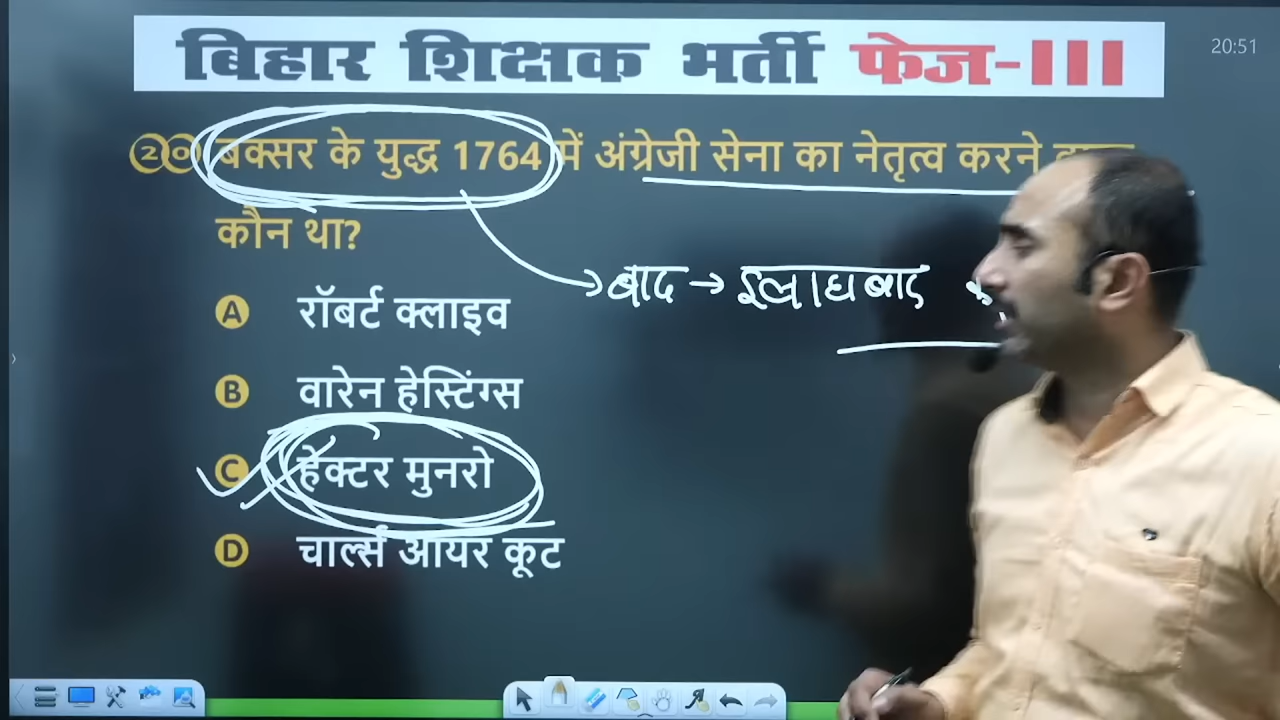 बिहार शिक्षक भर्ती फेज-III
20:51
20 बक्सर के युद्ध 1764 में अंग्रेजी सेना का नेतृत्व करने
कौन था?
बाद → इलाहाबाद
A रॉबर्ट क्लाइव
B वारेन हेस्टिंग्स
C हेक्टर मुनरो
D चार्ल्स आयर कूट